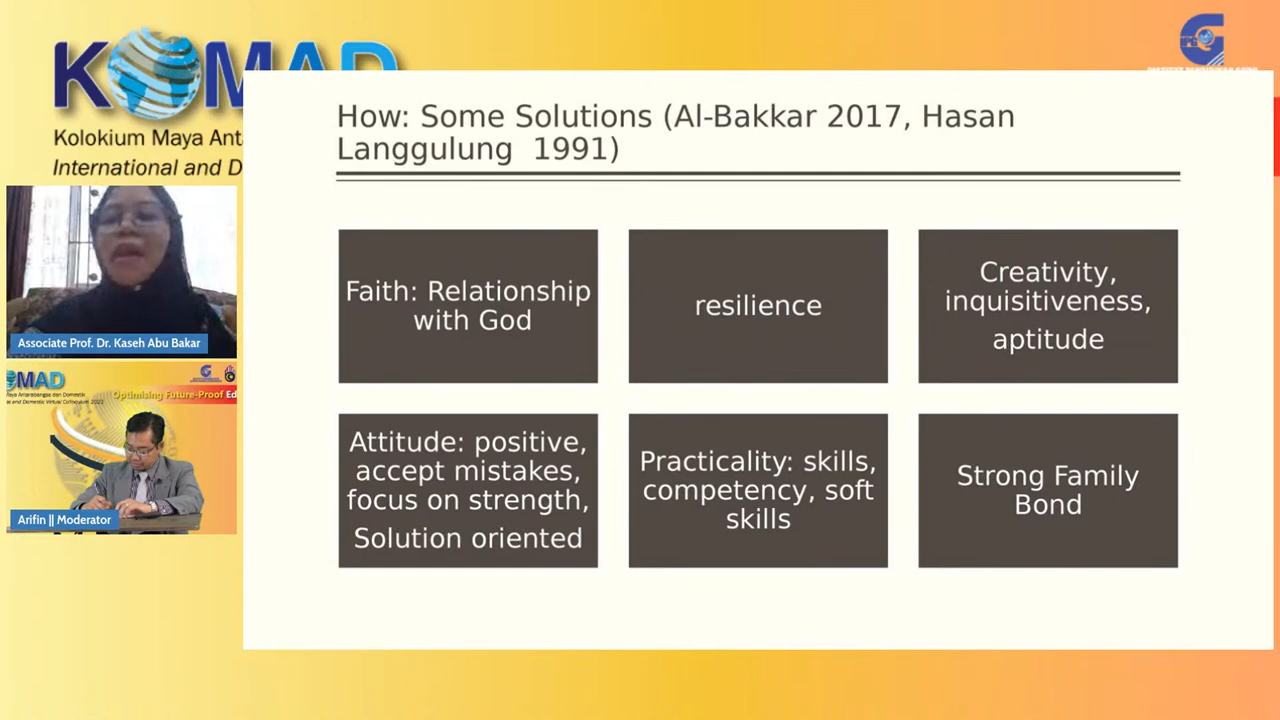 KOMAD
Kolokium Maya Ant
International and D
How: Some Solutions (Al-Bakkar 2017, Hasan
Langgulung 1991)
Faith: Relationship
with God
resilience
Creativity,
inquisitiveness,
aptitude
Attitude: positive,
accept mistakes,
focus on strength,
Solution oriented
Practicality: skills,
competency, soft
skills
Strong Family
Bond
Associate Prof. Dr. Kaseh Abu Bakar
OMAD
Optimising Future-Proof Ed
Arifin || Moderator